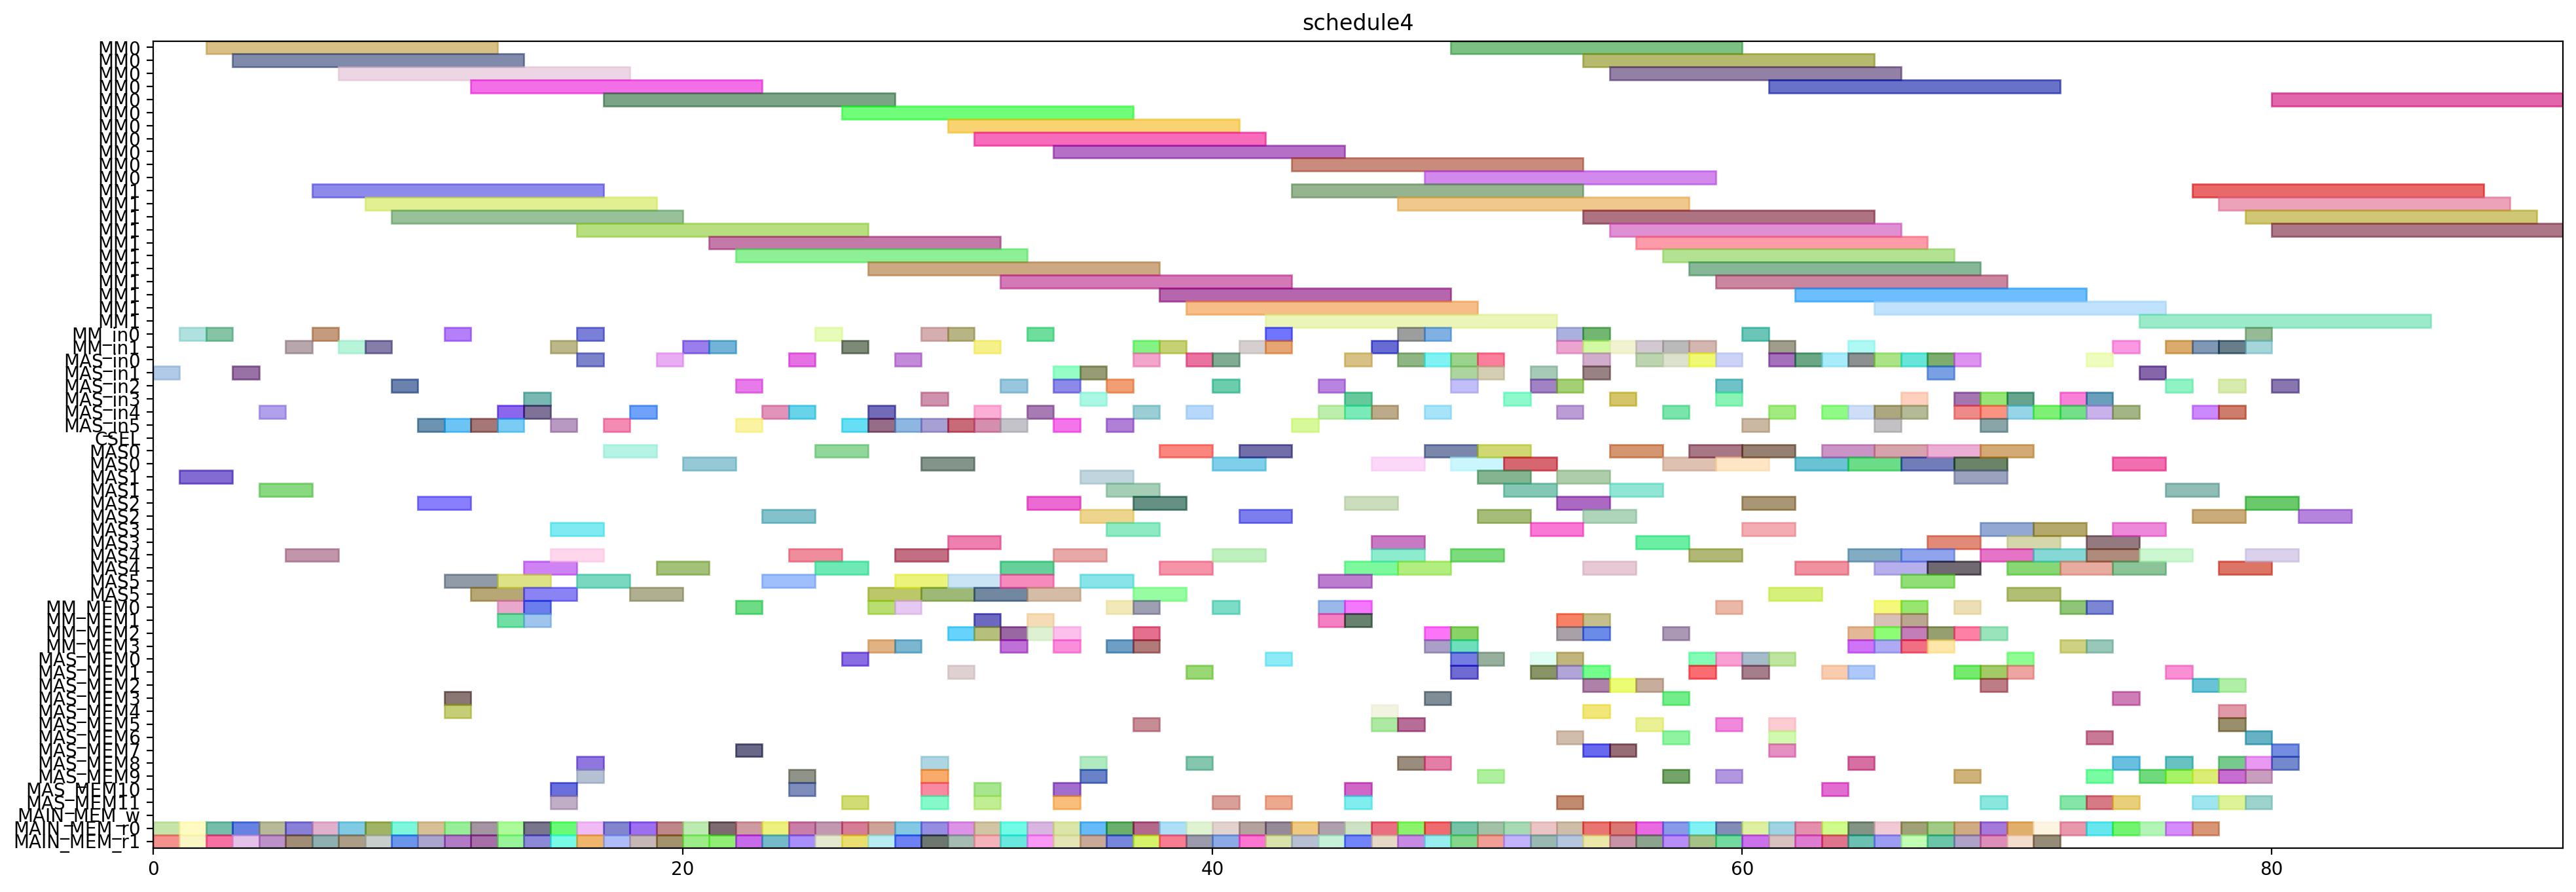 schedule4
MM0
MM0
MM0
MM0
MM0
MM0
MM0
MM0
MM0
MM0
MM0
MM1
MM1
MM1
MM1
MM1
MM1
MM1
MM1
MM1
MM1
MM1
MM_in0
MM_in1
MAS_in0
MAS_in1
MAS_in2
MAS_in3
MAS_in4
MAS_in5
CSEL
MAS0
MAS0
MAS1
MAS1
MAS2
MAS2
MAS3
MAS3
MAS4
MAS4
MAS5
MAS5
MM_MEM0
MM_MEM1
MM_MEM2
MM_MEM3
MAS_MEM0
MAS_MEM1
MAS_MEM2
MAS_MEM3
MAS_MEM4
MAS_MEM5
MAS_MEM6
MAS_MEM7
MAS_MEM8
MAS_MEM9
MAS_MEM10
MAS_MEM11
MAIN_MEM_w
MAIN_MEM_r0
MAIN_MEM_r1
0 20 40 60 80